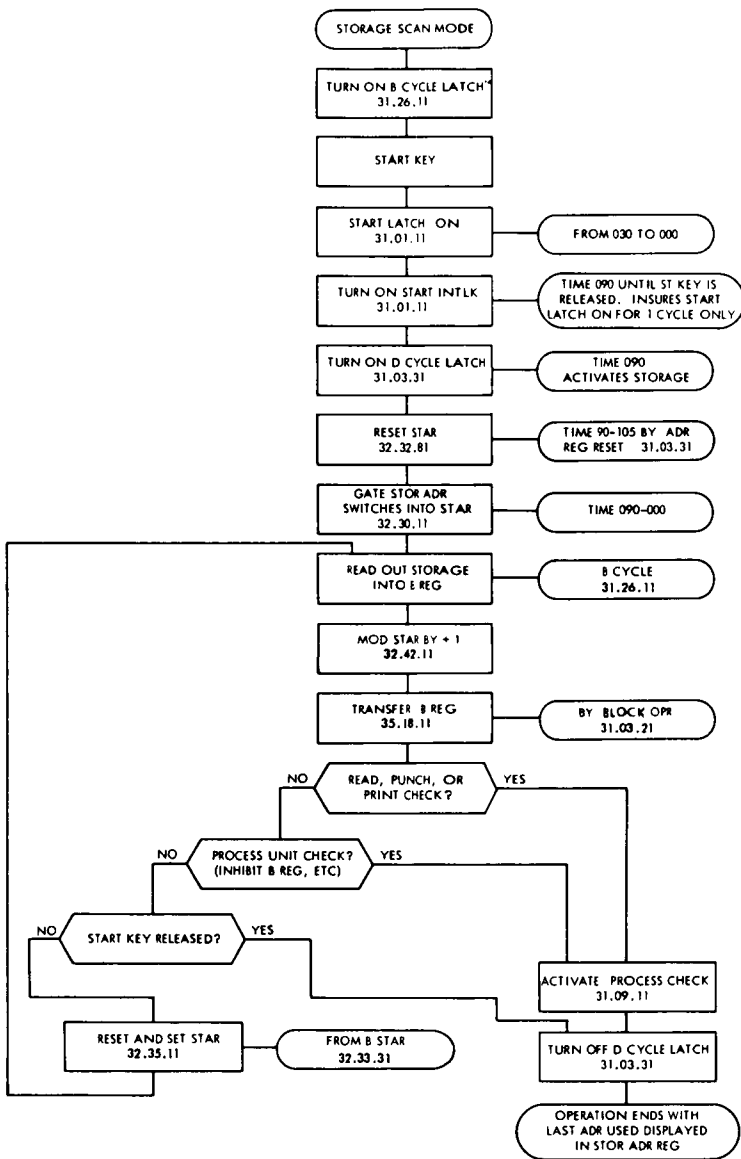 STORAGE SCAN MODE
TURN ON B CYCLE LATCH
31.26.11
START KEY
START LATCH ON
31.01.11
FROM 030 TO 000
TURN ON START INTLK
31.01.11
TIME 090 UNTIL ST KEY IS
RELEASED. INSURES START
LATCH ON FOR 1 CYCLE ONLY
TURN ON D CYCLE LATCH
31.03.31
TIME 090
ACTIVATES STORAGE
RESET STAR
32.32.81
TIME 90-105 BY ADR
REG RESET 31.03.31
GATE STOR ADR
SWITCHES INTO STAR
32.30.11
TIME 090-000
READ OUT STORAGE
INTO B REG
B CYCLE
31.26.11
MOD STAR BY + 1
32.42.11
TRANSFER B REG
35.18.11
BY BLOCK OPR
31.03.21
NO
READ, PUNCH, OR
PRINT CHECK?
YES
NO
PROCESS UNIT CHECK?
(INHIBIT B REG, ETC)
YES
NO
START KEY RELEASED?
YES
ACTIVATE PROCESS CHECK
31.09.11
RESET AND SET STAR
32.35.11
FROM B STAR
32.33.31
TURN OFF D CYCLE LATCH
31.03.31
OPERATION ENDS WITH
LAST ADR USED DISPLAYED
IN STOR ADR REG